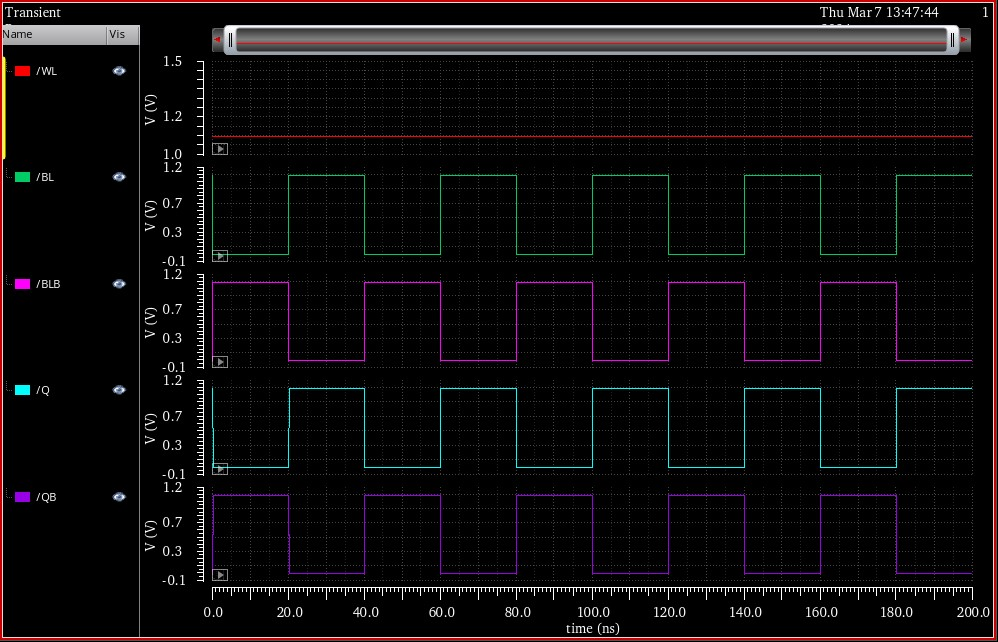 Transient
Thu Mar 7 13:47:44
1
Name
Vis
/WL
/BL
/BLB
/Q
/QB
V (V)
1.5
1.2
1.0
V (V)
1.2
0.7
0.3
-0.1
V (V)
1.2
0.7
0.3
-0.1
V (V)
1.2
0.7
0.3
-0.1
V (V)
1.2
0.7
0.3
-0.1
0.0 20.0 40.0 60.0 80.0 100.0 120.0 140.0 160.0 180.0 200.0
time (ns)